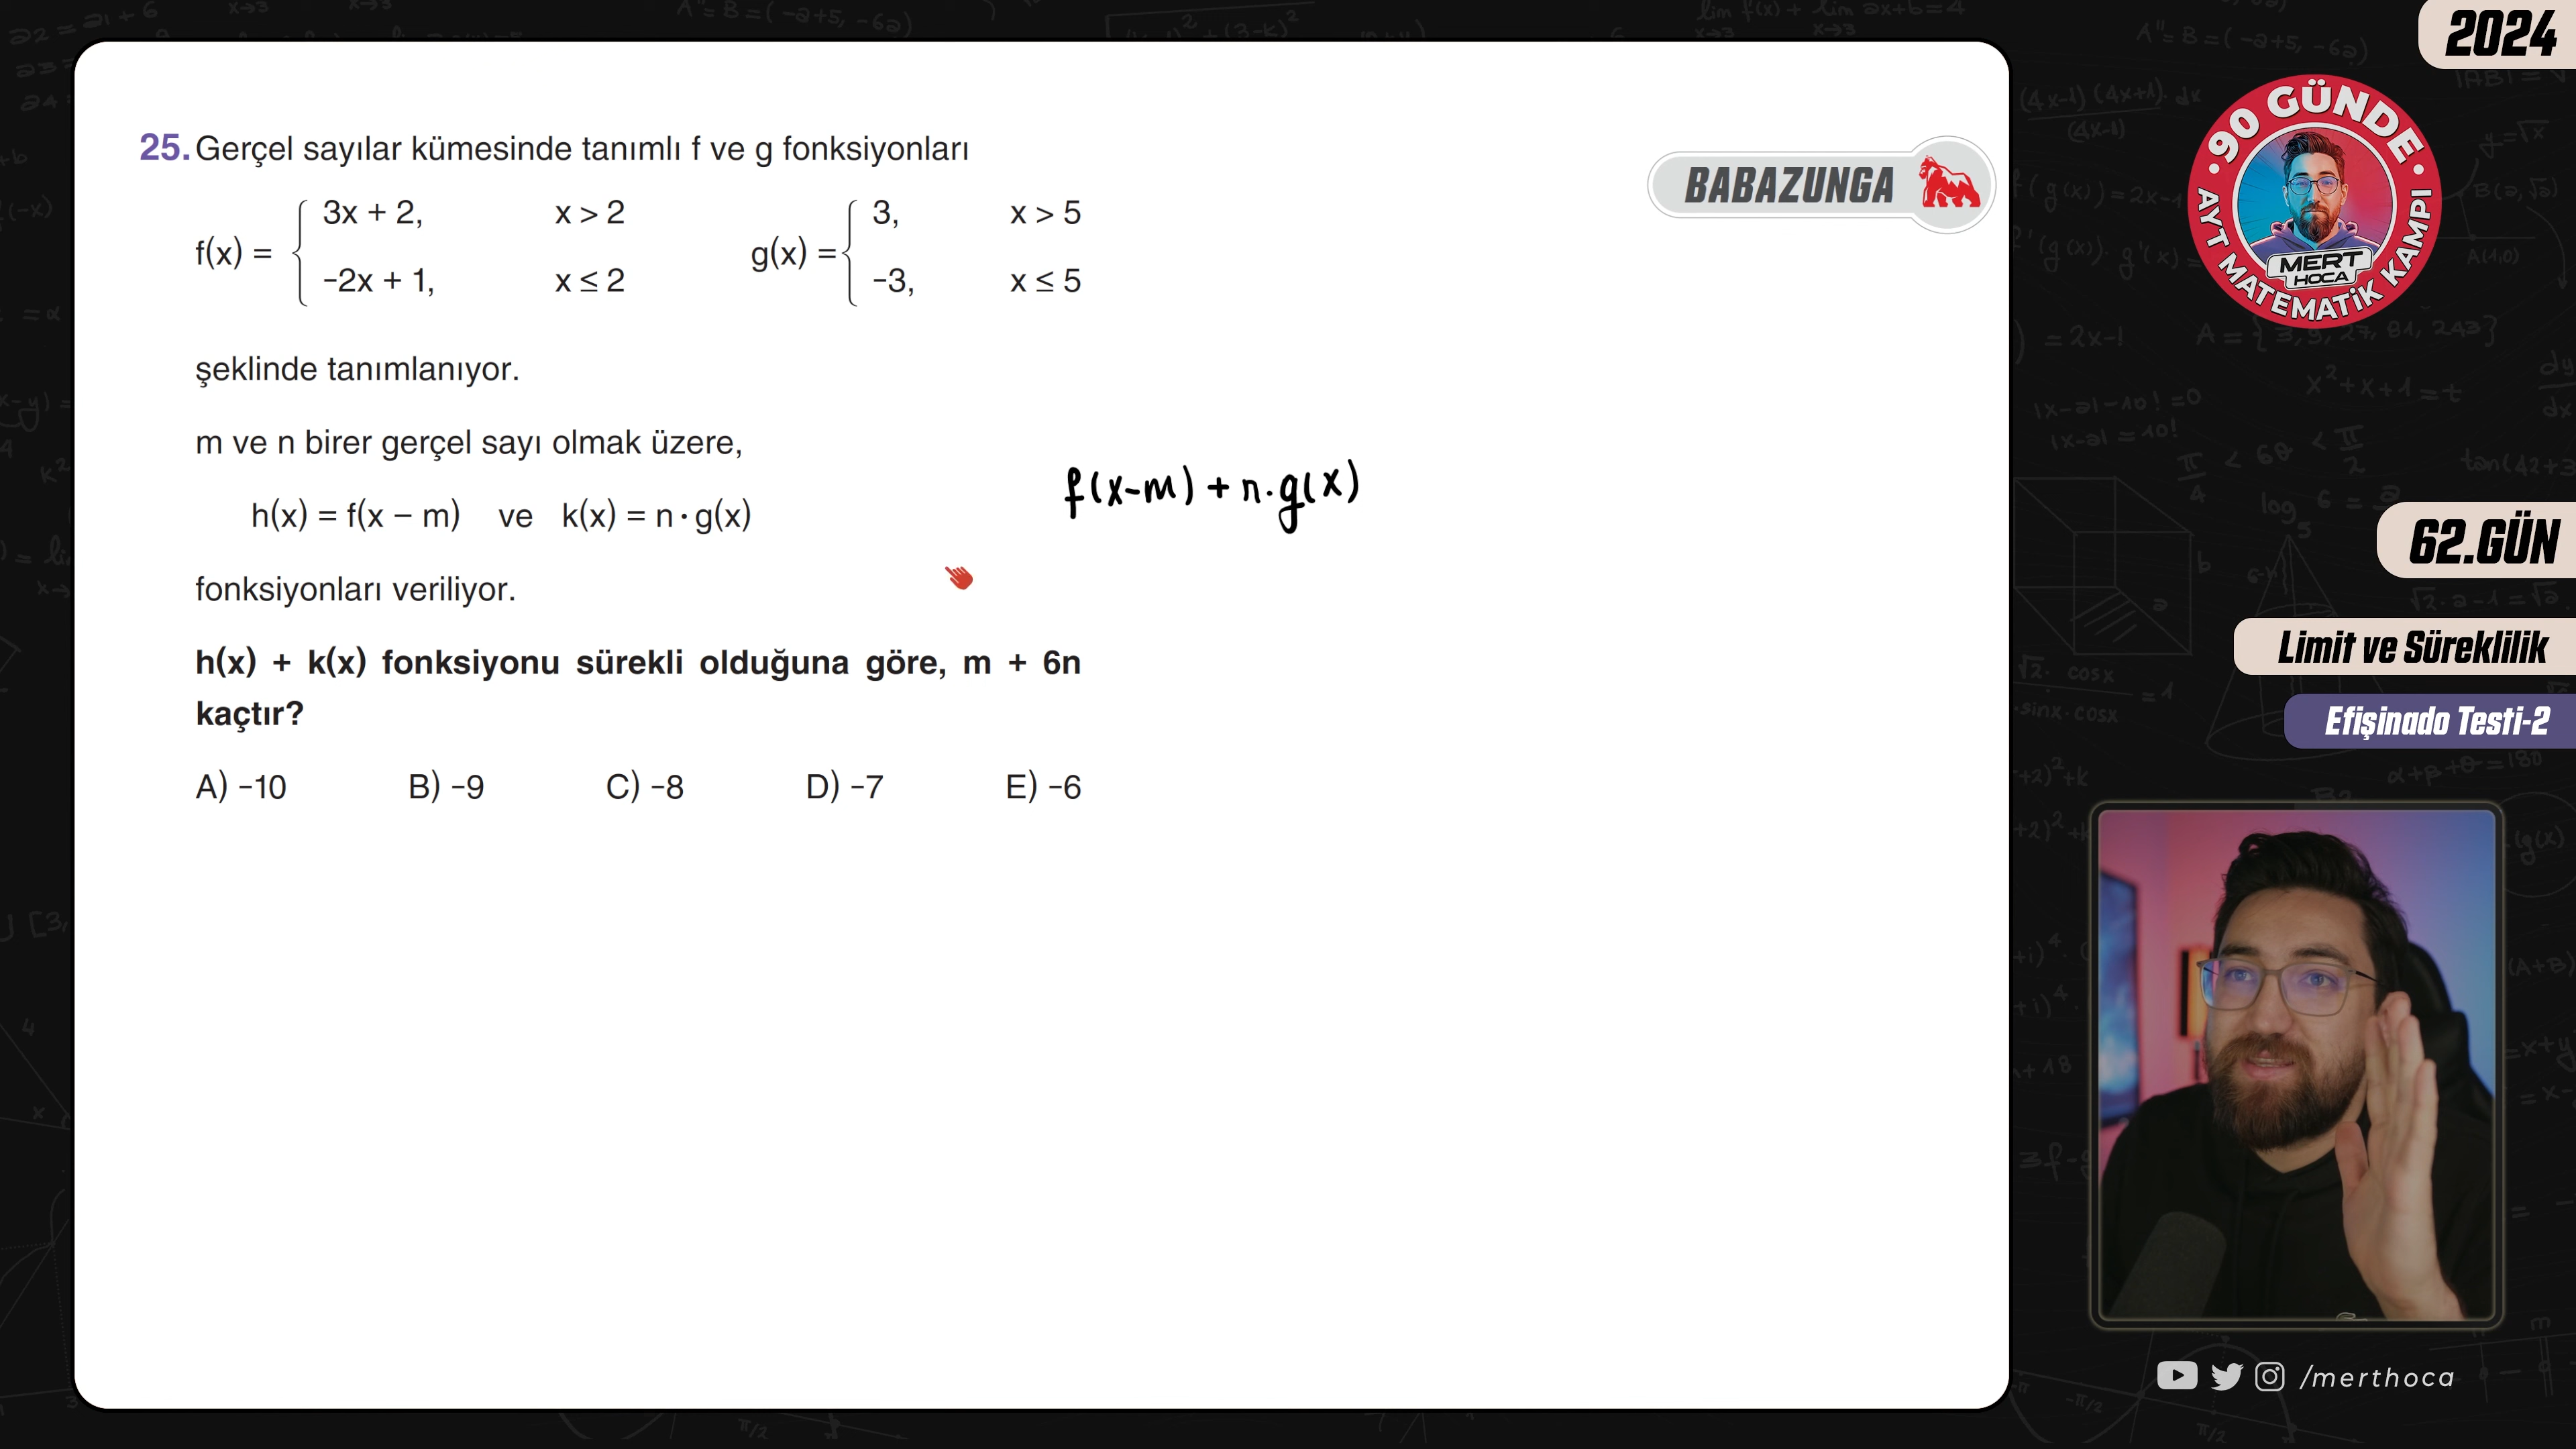 2024
90 GÜNDE
AYT MATEMATİK KAMPI
MERT
HOCA
BABAZUNGA
25. Gerçel sayılar kümesinde tanımlı f ve g fonksiyonları
f(x) = { 3x + 2, x > 2
-2x + 1, x ≤ 2
g(x) = { 3, x > 5
-3, x ≤ 5
şeklinde tanımlanıyor.
m ve n birer gerçel sayı olmak üzere,
h(x) = f(x − m) ve k(x) = n · g(x)
f(x-m) + n·g(x)
fonksiyonları veriliyor.
h(x) + k(x) fonksiyonu sürekli olduğuna göre, m + 6n
kaçtır?
A) -10 B) -9 C) -8 D) -7 E) -6
62.GÜN
Limit ve Süreklilik
Efişinado Testi-2
/merthoca